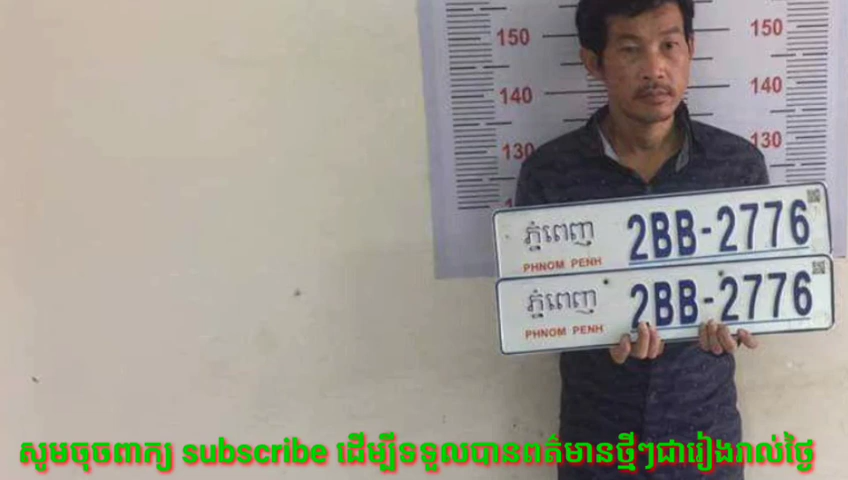 150 150
140 140
130 130
ភ្នំពេញ 2BB-2776
PHNOM PENH
ភ្នំពេញ 2BB-2776
PHNOM PENH
សូមចុចពាក្យ subscribe ដើម្បីទទួលបានពត៌មានថ្មីៗជារៀងរាល់ថ្ងៃ